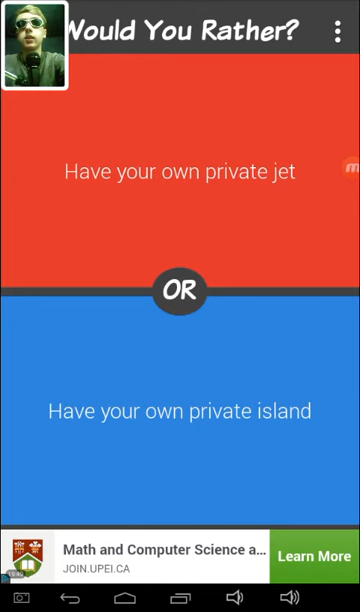 Would You Rather?
Have your own private jet
OR
Have your own private island
Math and Computer Science a...
JOIN.UPEI.CA
Learn More